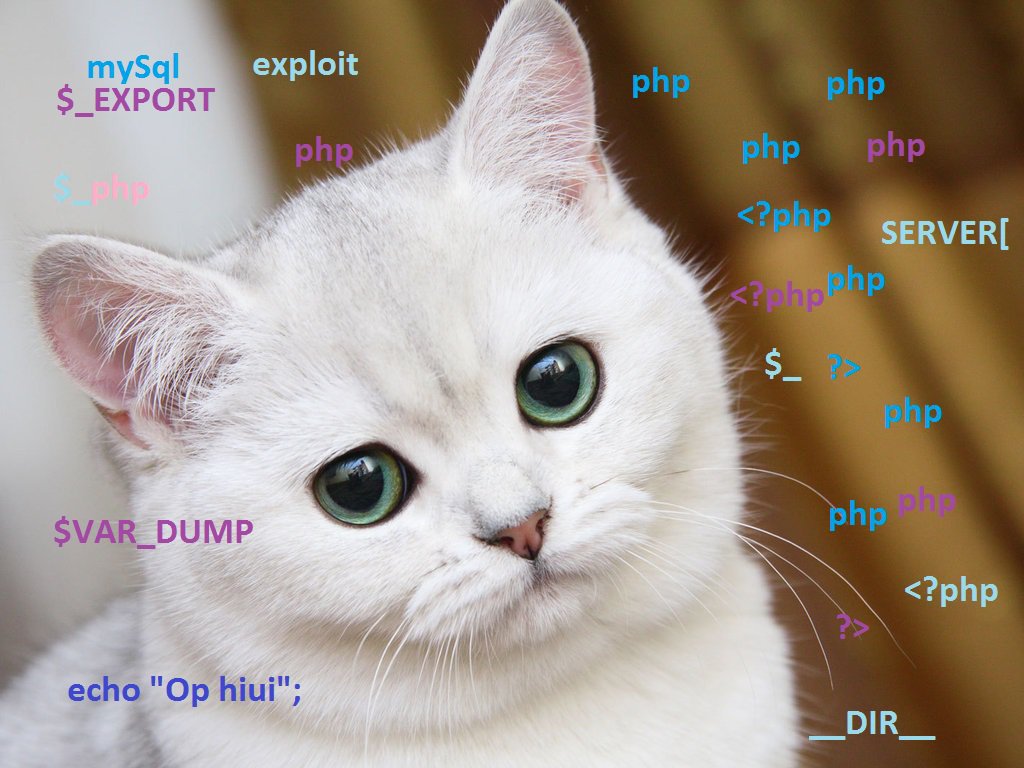 mySql
exploit
$_EXPORT
php
php
php
php
php
$_php
<?php
SERVER[
<?php
php
$_
?>
php
php
php
$VAR_DUMP
<?php
?>
echo "Op hiui";
__DIR__